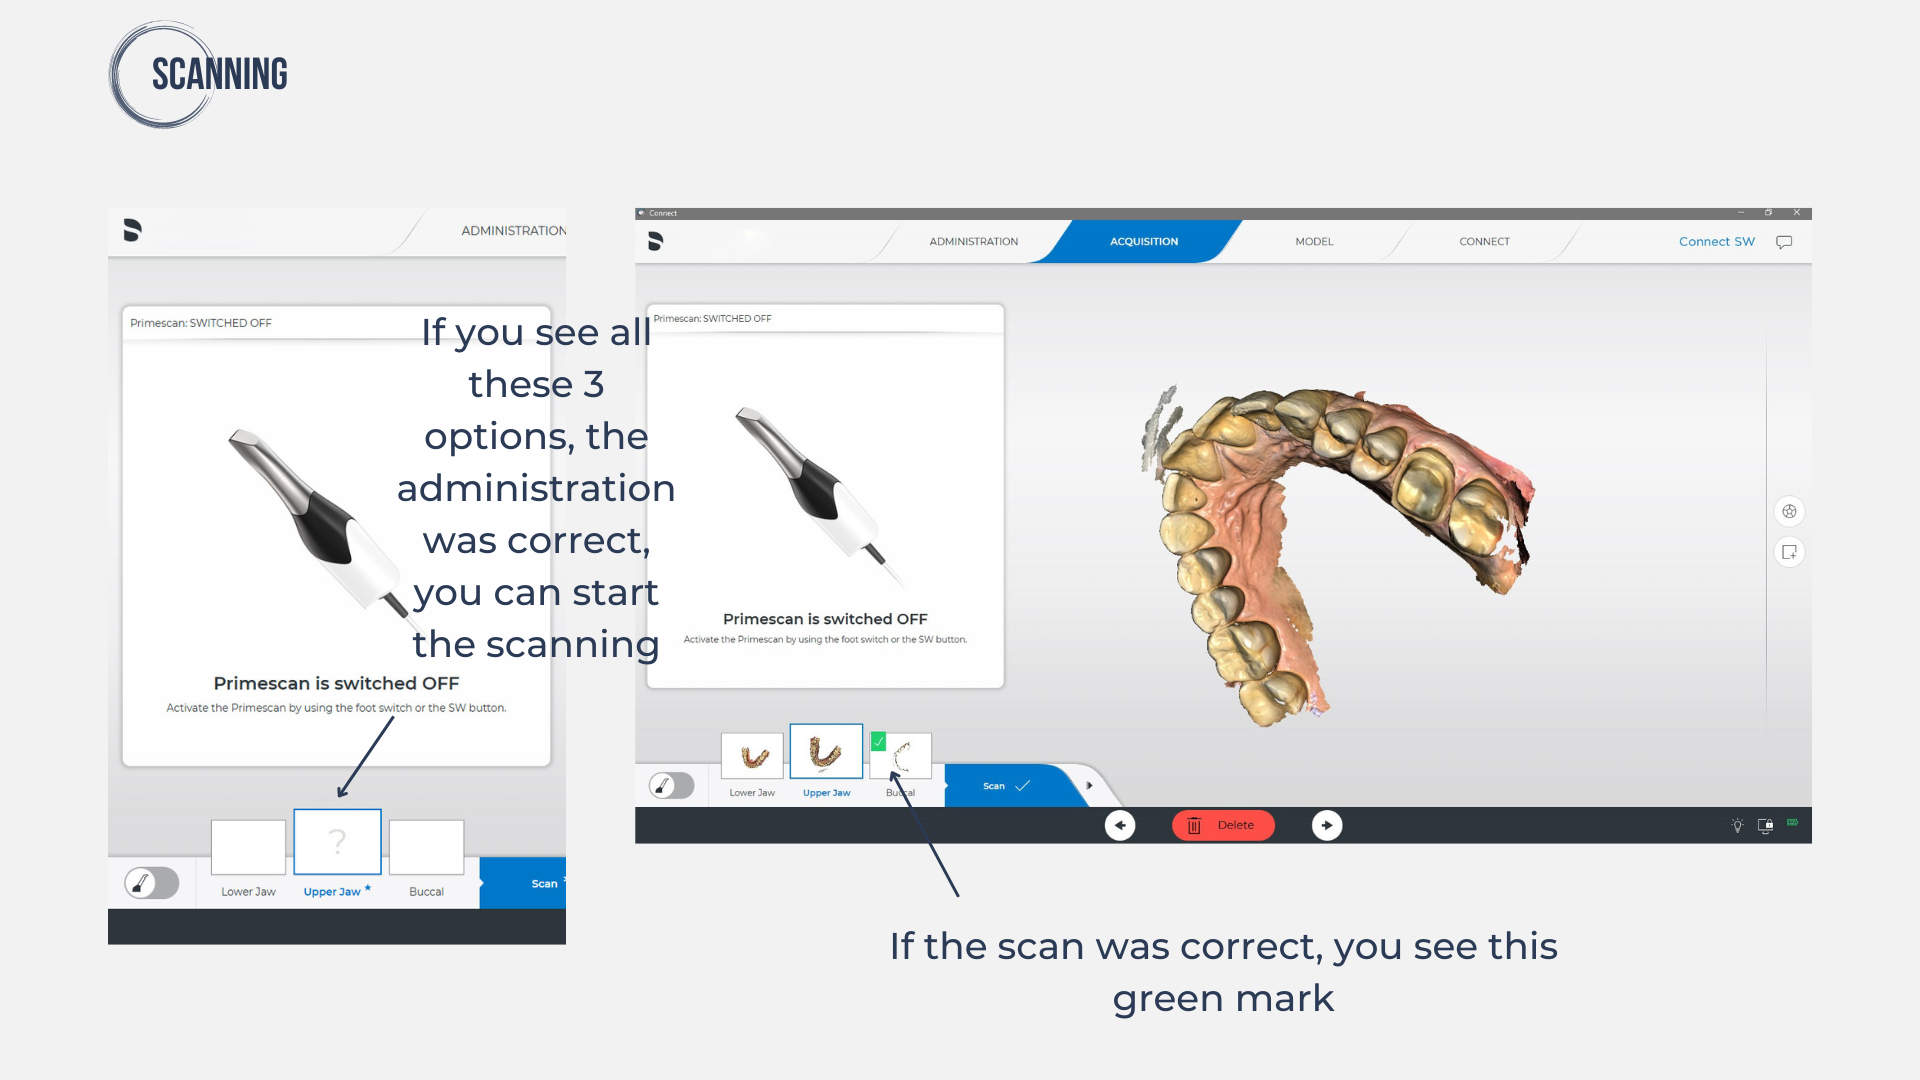 SCANNING
ADMINISTRATION
Primescan: SWITCHED OFF
If you see all
these 3
options, the
administration
was correct,
you can start
the scanning
Primescan is switched OFF
Activate the Primescan by using the foot switch or the SW button.
?
Lower Jaw
Upper Jaw *
Buccal
Scan
Connect
ADMINISTRATION
ACQUISITION
MODEL
CONNECT
Connect SW
Primescan: SWITCHED OFF
Primescan is switched OFF
Activate the Primescan by using the foot switch or the SW button.
Lower Jaw
Upper Jaw
Buccal
Scan
Delete
If the scan was correct, you see this
green mark